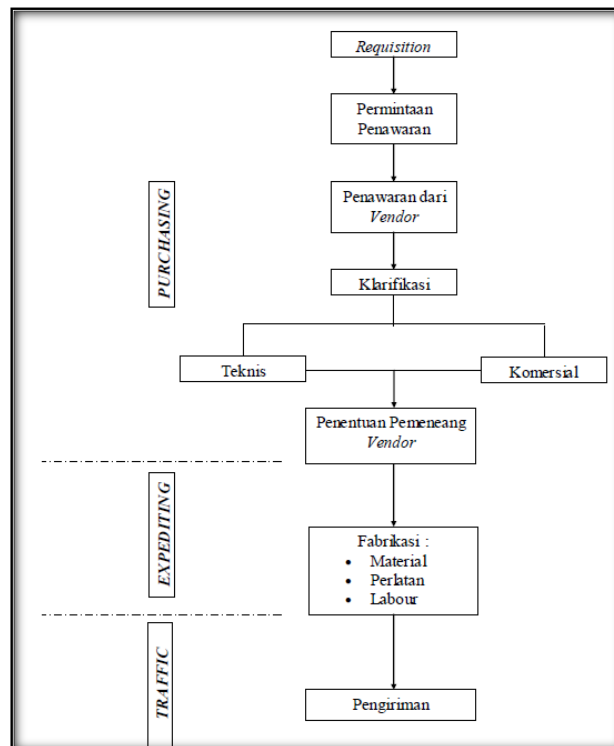 Requisition
Permintaan
Penawaran
PURCHASING
Penawaran dari
Vendor
Klarifikasi
Teknis
Komersial
Penentuan Pemeneang
Vendor
EXPEDITING
Fabrikasi :
• Material
• Perlatan
• Labour
TRAFFIC
Pengiriman